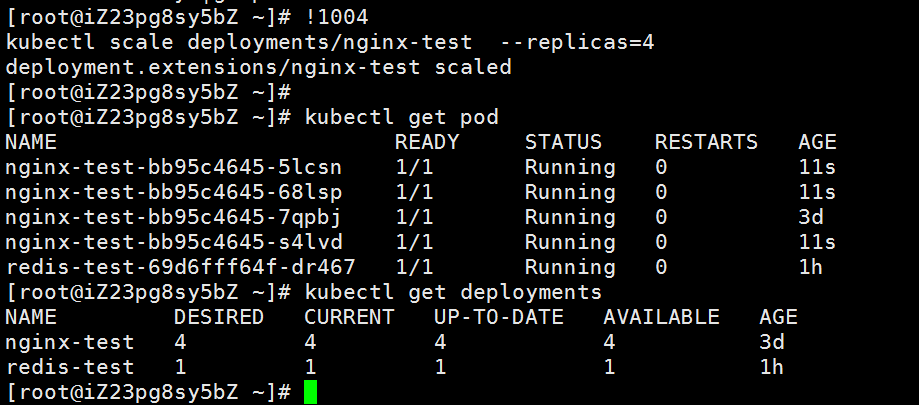 [root@iZ23pg8sy5bZ ~]# !1004
kubectl scale deployments/nginx-test  --replicas=4
deployment.extensions/nginx-test scaled
[root@iZ23pg8sy5bZ ~]#
[root@iZ23pg8sy5bZ ~]# kubectl get pod
NAME                          READY     STATUS    RESTARTS   AGE
nginx-test-bb95c4645-5lcsn    1/1       Running   0          11s
nginx-test-bb95c4645-68lsp    1/1       Running   0          11s
nginx-test-bb95c4645-7qpbj    1/1       Running   0          3d
nginx-test-bb95c4645-s4lvd    1/1       Running   0          11s
redis-test-69d6fff64f-dr467   1/1       Running   0          1h
[root@iZ23pg8sy5bZ ~]# kubectl get deployments
NAME         DESIRED   CURRENT   UP-TO-DATE   AVAILABLE   AGE
nginx-test   4         4         4            4           3d
redis-test   1         1         1            1           1h
[root@iZ23pg8sy5bZ ~]#